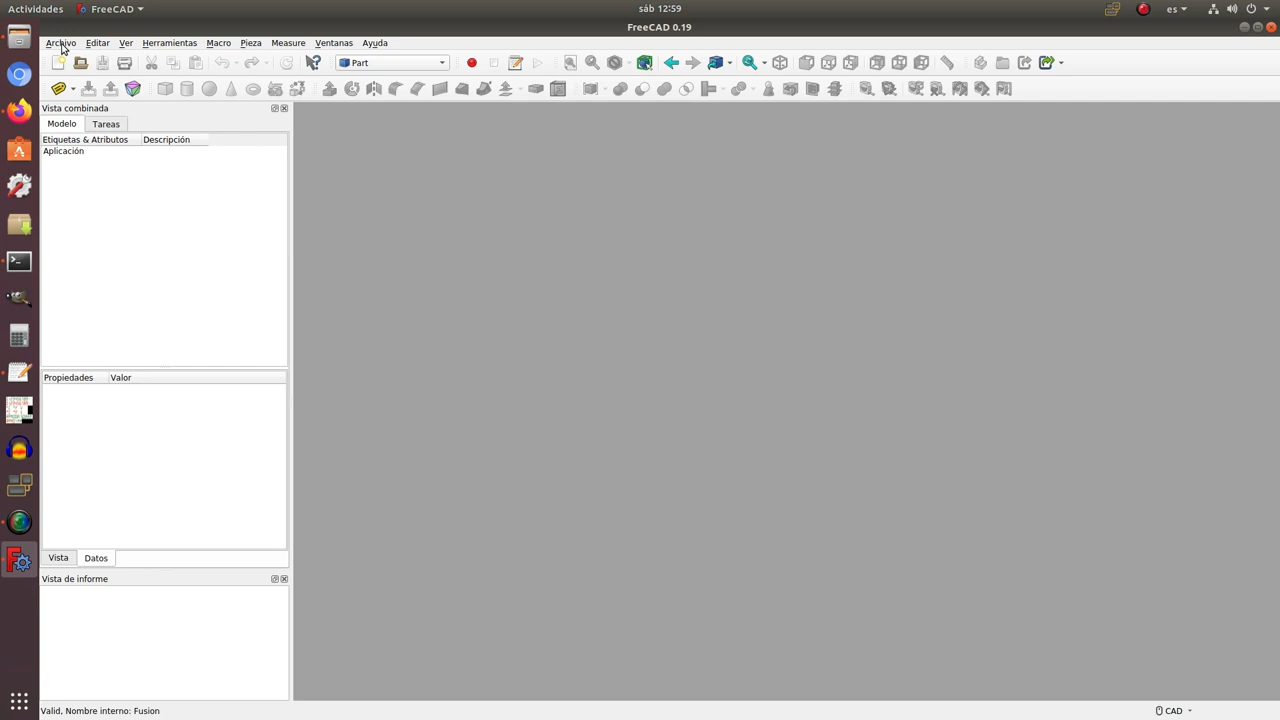 Actividades FreeCAD sáb 12:59 es
FreeCAD 0.19
Archivo Editar Ver Herramientas Macro Pieza Measure Ventanas Ayuda
Part
Vista combinada
Modelo Tareas
Etiquetas & Atributos Descripción
Aplicación
Propiedades Valor
Vista Datos
Vista de informe
Valid, Nombre interno: Fusion CAD